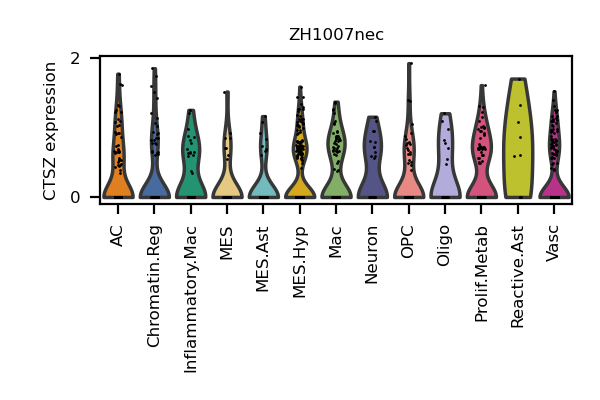 ZH1007nec
CTSZ expression
2
0
AC
Chromatin.Reg
Inflammatory.Mac
MES
MES.Ast
MES.Hyp
Mac
Neuron
OPC
Oligo
Prolif.Metab
Reactive.Ast
Vasc